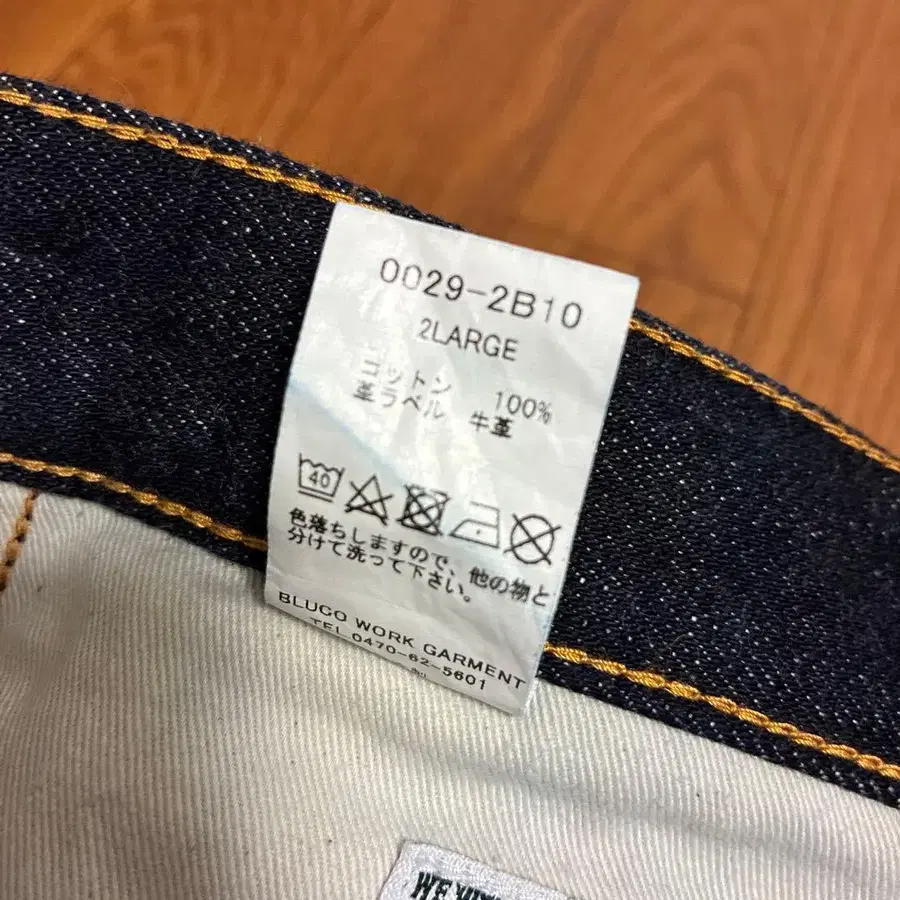 0029-2B10
2LARGE
コットン 100%
革ラベル 牛革
40
色落ちしますので、他の物と
分けて洗って下さい。
BLUCO WORK GARMENT
TEL 0470-62-5601